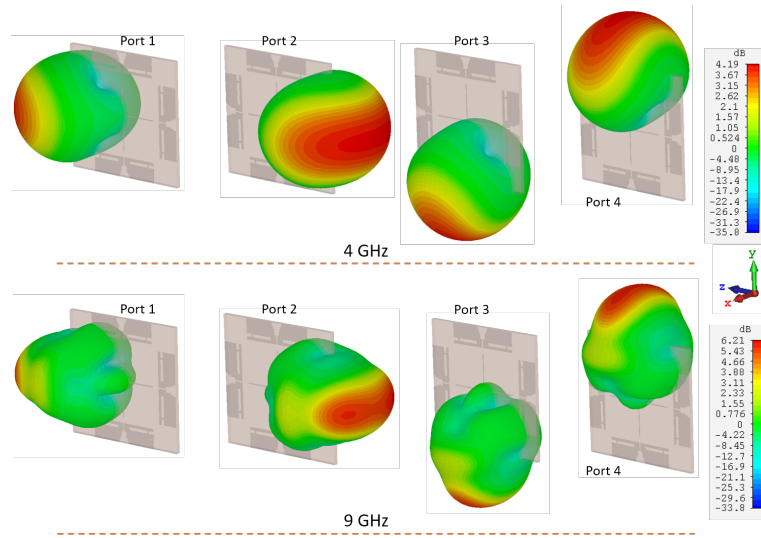 Port 1
Port 2
Port 3
Port 4
dB
4.19
3.67
3.15
2.62
2.1
1.57
1.05
0.524
0
-4.48
-8.95
-13.4
-17.9
-22.4
-26.9
-31.3
-35.8
4 GHz
y
z
x
Port 1
Port 2
Port 3
Port 4
dB
6.21
5.43
4.66
3.88
3.11
2.33
1.55
0.776
0
-4.22
-8.45
-12.7
-16.9
-21.1
-25.3
-29.6
-33.8
9 GHz